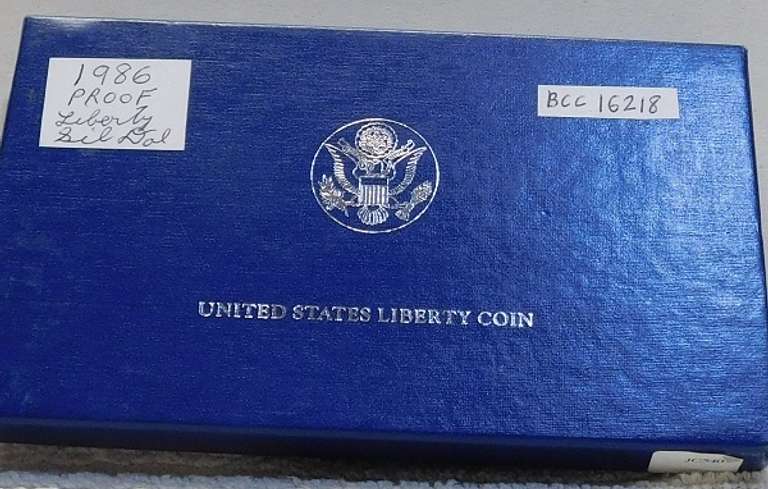 1986
PROOF
Liberty
Sil Dol
BCC 16218
UNITED STATES LIBERTY COIN